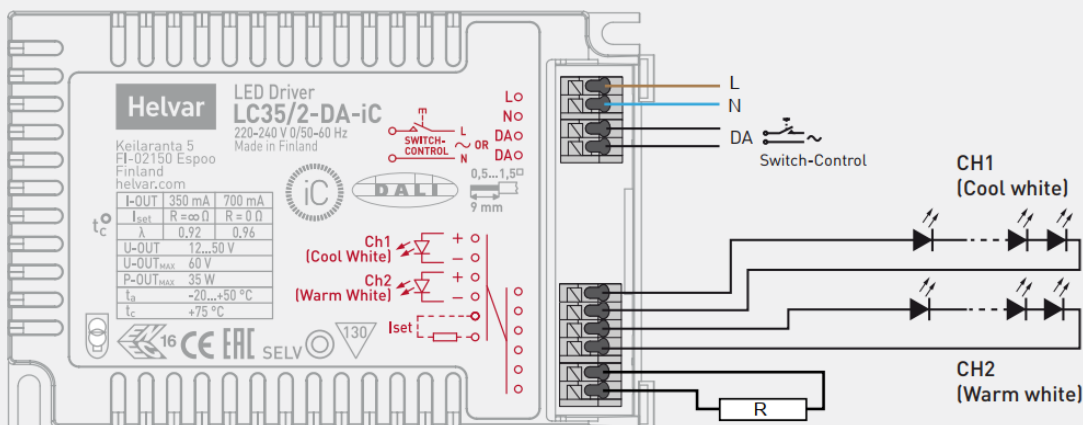 Helvar
LED Driver
LC35/2-DA-iC
220-240 V 0/50-60 Hz
Made in Finland
Keilaranta 5
FI-02150 Espoo
Finland
helvar.com
I-OUT 350 mA 700 mA
Iset R=∞ Ω R = 0 Ω
λ 0.92 0.96
U-OUT 12...50 V
U-OUTMAX 60 V
P-OUTMAX 35 W
ta -20...+50 °C
tc +75 °C
tc
16 CE EAC SELV 130
iC
DALI
SWITCH-CONTROL
L
N
~ OR
L
N
DA
DA
0,5...1,5
9 mm
Ch1
(Cool White)
+
-
Ch2
(Warm White)
+
-
Iset
L
N
DA
~
Switch-Control
CH1
(Cool white)
CH2
(Warm white)
R